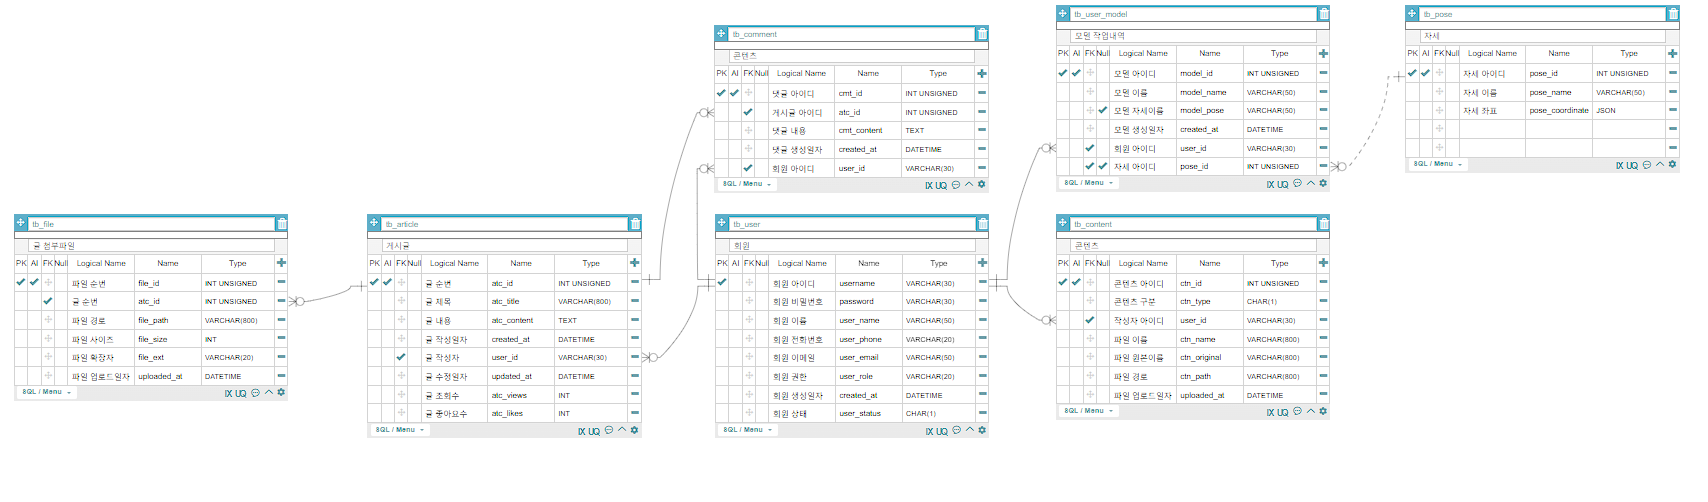 tb_comment
콘텐츠
PK AI FK Null Logical Name Name Type
댓글 아이디 cmt_id INT UNSIGNED
게시글 아이디 atc_id INT UNSIGNED
댓글 내용 cmt_content TEXT
댓글 생성일자 created_at DATETIME
회원 아이디 user_id VARCHAR(30)
SQL / Menu
IX UQ
tb_user_model
모델 작업내역
PK AI FK Null Logical Name Name Type
모델 아이디 model_id INT UNSIGNED
모델 이름 model_name VARCHAR(50)
모델 자세이름 model_pose VARCHAR(50)
모델 생성일자 created_at DATETIME
회원 아이디 user_id VARCHAR(30)
자세 아이디 pose_id INT UNSIGNED
SQL / Menu
IX UQ
tb_pose
자세
PK AI FK Null Logical Name Name Type
자세 아이디 pose_id INT UNSIGNED
자세 이름 pose_name VARCHAR(50)
자세 좌표 pose_coordinate JSON
SQL / Menu
IX UQ
tb_file
글 첨부파일
PK AI FK Null Logical Name Name Type
파일 순번 file_id INT UNSIGNED
글 순번 atc_id INT UNSIGNED
파일 경로 file_path VARCHAR(800)
파일 사이즈 file_size INT
파일 확장자 file_ext VARCHAR(20)
파일 업로드일자 uploaded_at DATETIME
SQL / Menu
IX UQ
tb_article
게시글
PK AI FK Null Logical Name Name Type
글 순번 atc_id INT UNSIGNED
글 제목 atc_title VARCHAR(800)
글 내용 atc_content TEXT
글 작성일자 created_at DATETIME
글 작성자 user_id VARCHAR(30)
글 수정일자 updated_at DATETIME
글 조회수 atc_views INT
글 좋아요수 atc_likes INT
SQL / Menu
IX UQ
tb_user
회원
PK AI FK Null Logical Name Name Type
회원 아이디 username VARCHAR(30)
회원 비밀번호 password VARCHAR(30)
회원 이름 user_name VARCHAR(50)
회원 전화번호 user_phone VARCHAR(20)
회원 이메일 user_email VARCHAR(50)
회원 권한 user_role VARCHAR(20)
회원 생성일자 created_at DATETIME
회원 상태 user_status CHAR(1)
SQL / Menu
IX UQ
tb_content
콘텐츠
PK AI FK Null Logical Name Name Type
콘텐츠 아이디 ctn_id INT UNSIGNED
콘텐츠 구분 ctn_type CHAR(1)
작성자 아이디 user_id VARCHAR(30)
파일 이름 ctn_name VARCHAR(800)
파일 원본이름 ctn_original VARCHAR(800)
파일 경로 ctn_path VARCHAR(800)
파일 업로드일자 uploaded_at DATETIME
SQL / Menu
IX UQ